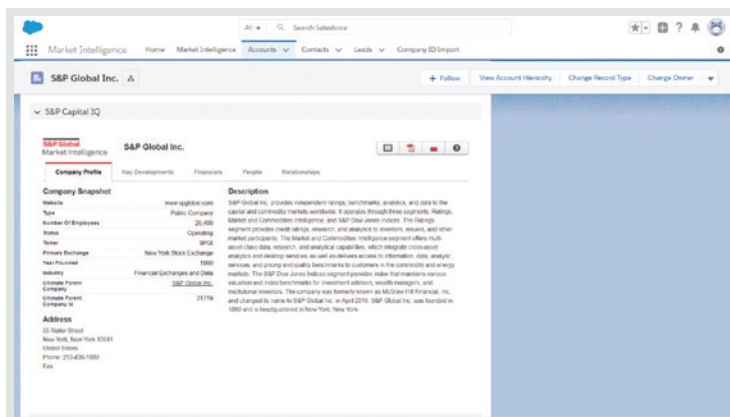 All
Search Salesforce
Market Intelligence Home Market Intelligence Accounts Contacts Leads Company ID Import
S&P Global Inc.
+ Follow View Account Hierarchy Change Record Type Change Owner
S&P Capital IQ
S&P Global
Market Intelligence
S&P Global Inc.
Company Profile Key Developments Financials People Relationships
Company Snapshot
Website www.spglobal.com
Type Public Company
Number Of Employees 20,400
Status Operating
Ticker SPGI
Primary Exchange New York Stock Exchange
Year Founded
Industry Financial Exchanges and Data
Ultimate Parent
Company S&P Global Inc.
Ultimate Parent
Company Id 21719
Address
55 Water Street
New York, New York 10041
United States
Phone: 212-438-1000
Fax:
Description
S&P Global Inc. provides independent ratings, benchmarks, analytics, and data to the
capital and commodity markets worldwide. It operates through three segments: Ratings,
Market and Commodities Intelligence, and S&P Dow Jones Indices. The Ratings
segment provides credit ratings, research, and analytics to investors, issuers, and other
market participants. The Market and Commodities Intelligence segment offers multi-
asset-class data, research, and analytical capabilities, which integrate cross-asset
analytics and desktop services, as well as delivers access to information, data, analytic
services, and pricing and quality benchmarks to customers in the commodity and energy
markets. The S&P Dow Jones Indices segment provides index that maintains various
valuation and index benchmarks for investment advisors, wealth managers, and
institutional investors. The company was formerly known as McGraw Hill Financial, Inc.
and changed its name to S&P Global Inc. in April 2016. S&P Global Inc. was founded in
and is headquartered in New York, New York.